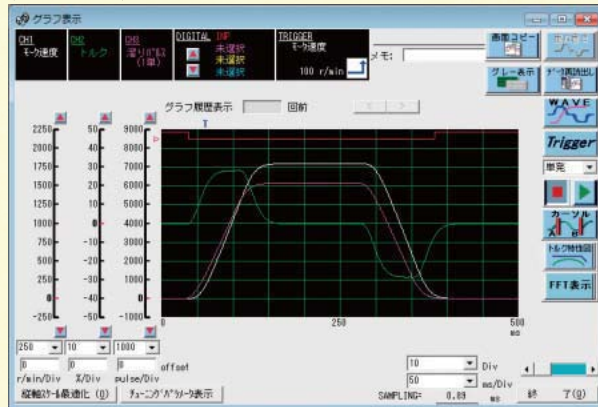 グラフ表示
CH1
モータ速度
CH2
トルク
CH3
溜りパルス
(1単)
DIGITAL INP
未選択
未選択
未選択
TRIGGER
モータ速度
100 r/min
メモ:
画面コピー
グレー表示
データ再読出し
グラフ履歴表示
回前
WAVE
Trigger
単発
カーソル
A B
トルク特性図
FFT表示
T
2250 50 9000
2000 40 8000
1750 30 7000
1500 20 6000
1250 10 5000
1000 0 4000
750 -10 3000
500 -20 2000
250 -30 1000
0 -40 0
-250 -50 -1000
0 250 500
ms
250 10 1000
0 0 0 offset
r/min/Div %/Div pulse/Div
10 Div
50 ms/Div
縦軸スケール最適化 (O)
チューニングパラメータ表示
SAMPLING= 0.89 ms
終 了(Q)